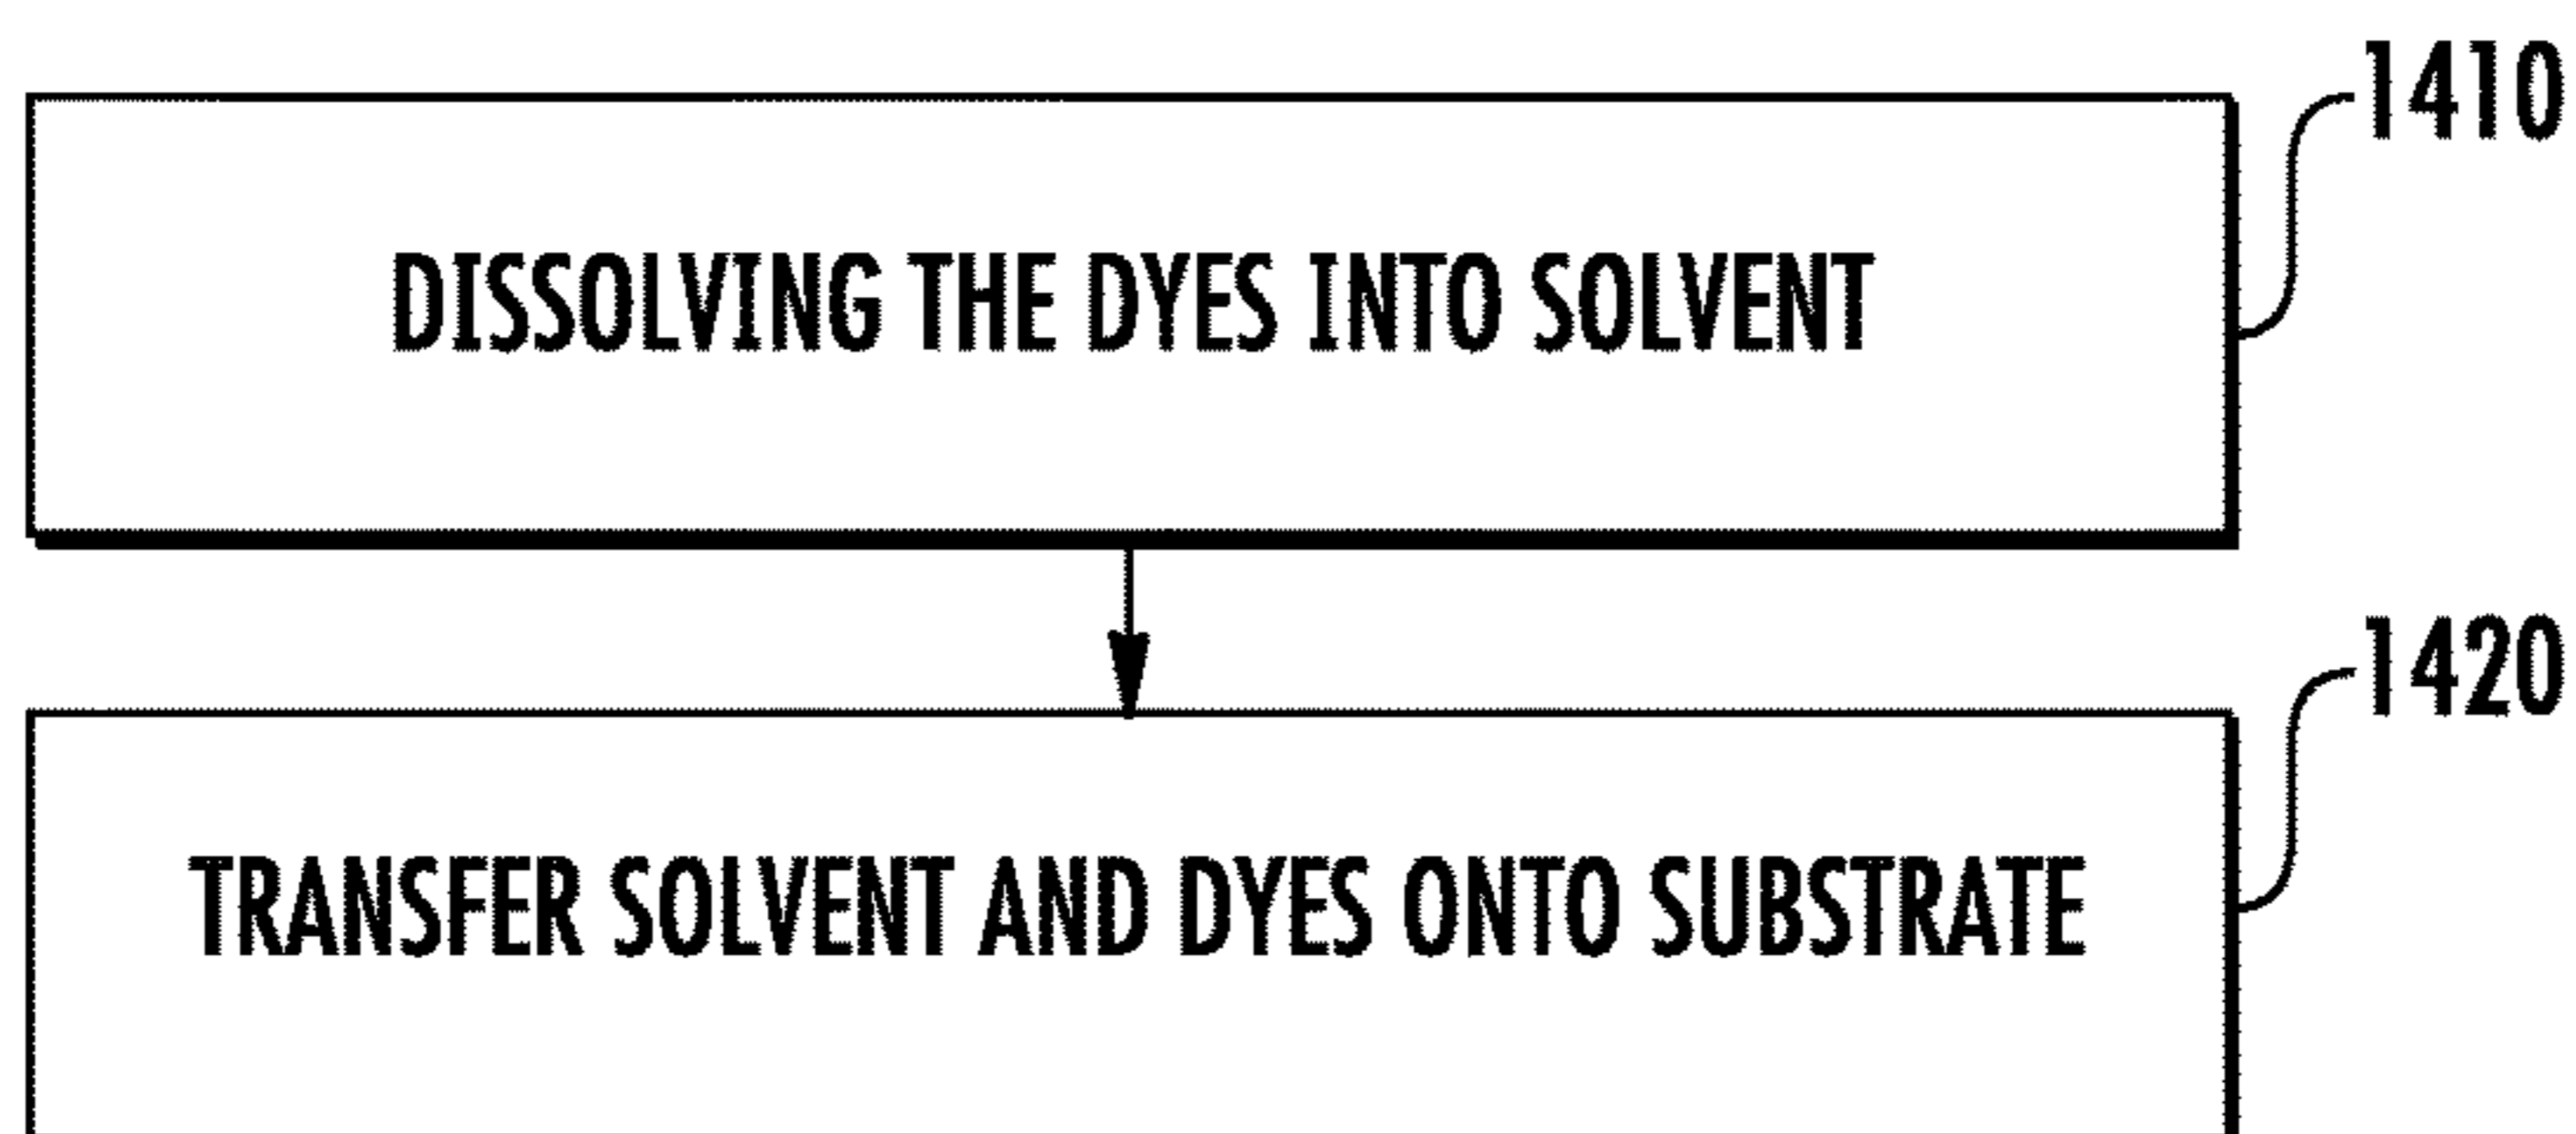 1410
DISSOLVING THE DYES INTO SOLVENT
1420
TRANSFER SOLVENT AND DYES ONTO SUBSTRATE